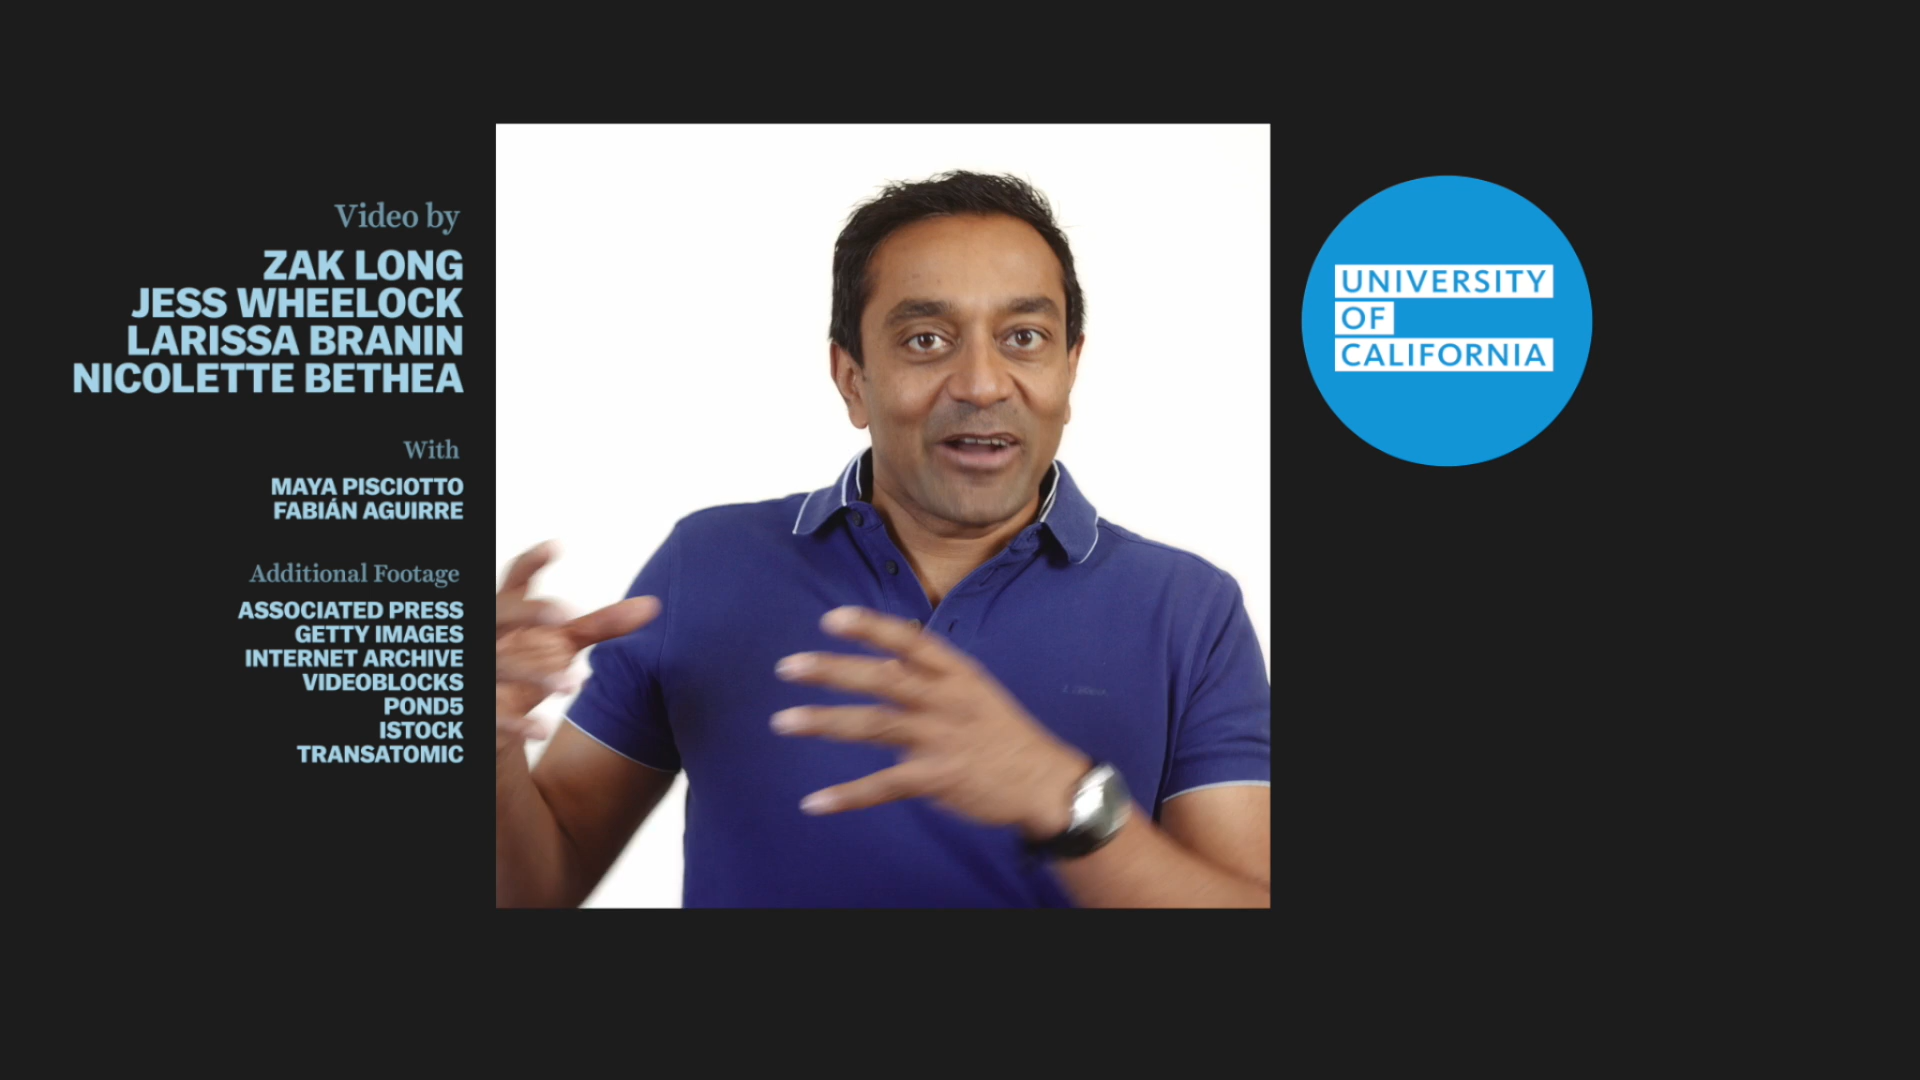 Video by
ZAK LONG
JESS WHEELOCK
LARISSA BRANIN
NICOLETTE BETHEA
With
MAYA PISCIOTTO
FABIÁN AGUIRRE
Additional Footage
ASSOCIATED PRESS
GETTY IMAGES
INTERNET ARCHIVE
VIDEOBLOCKS
POND5
ISTOCK
TRANSATOMIC
UNIVERSITY
OF
CALIFORNIA